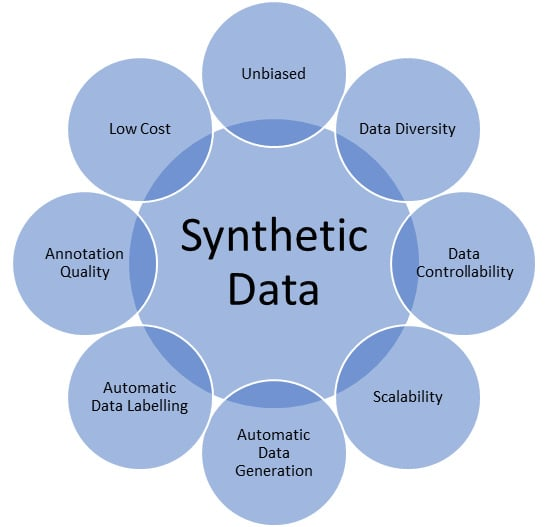 Unbiased
Low Cost
Data Diversity
Synthetic
Data
Annotation
Quality
Data
Controllability
Automatic
Data Labelling
Scalability
Automatic
Data
Generation